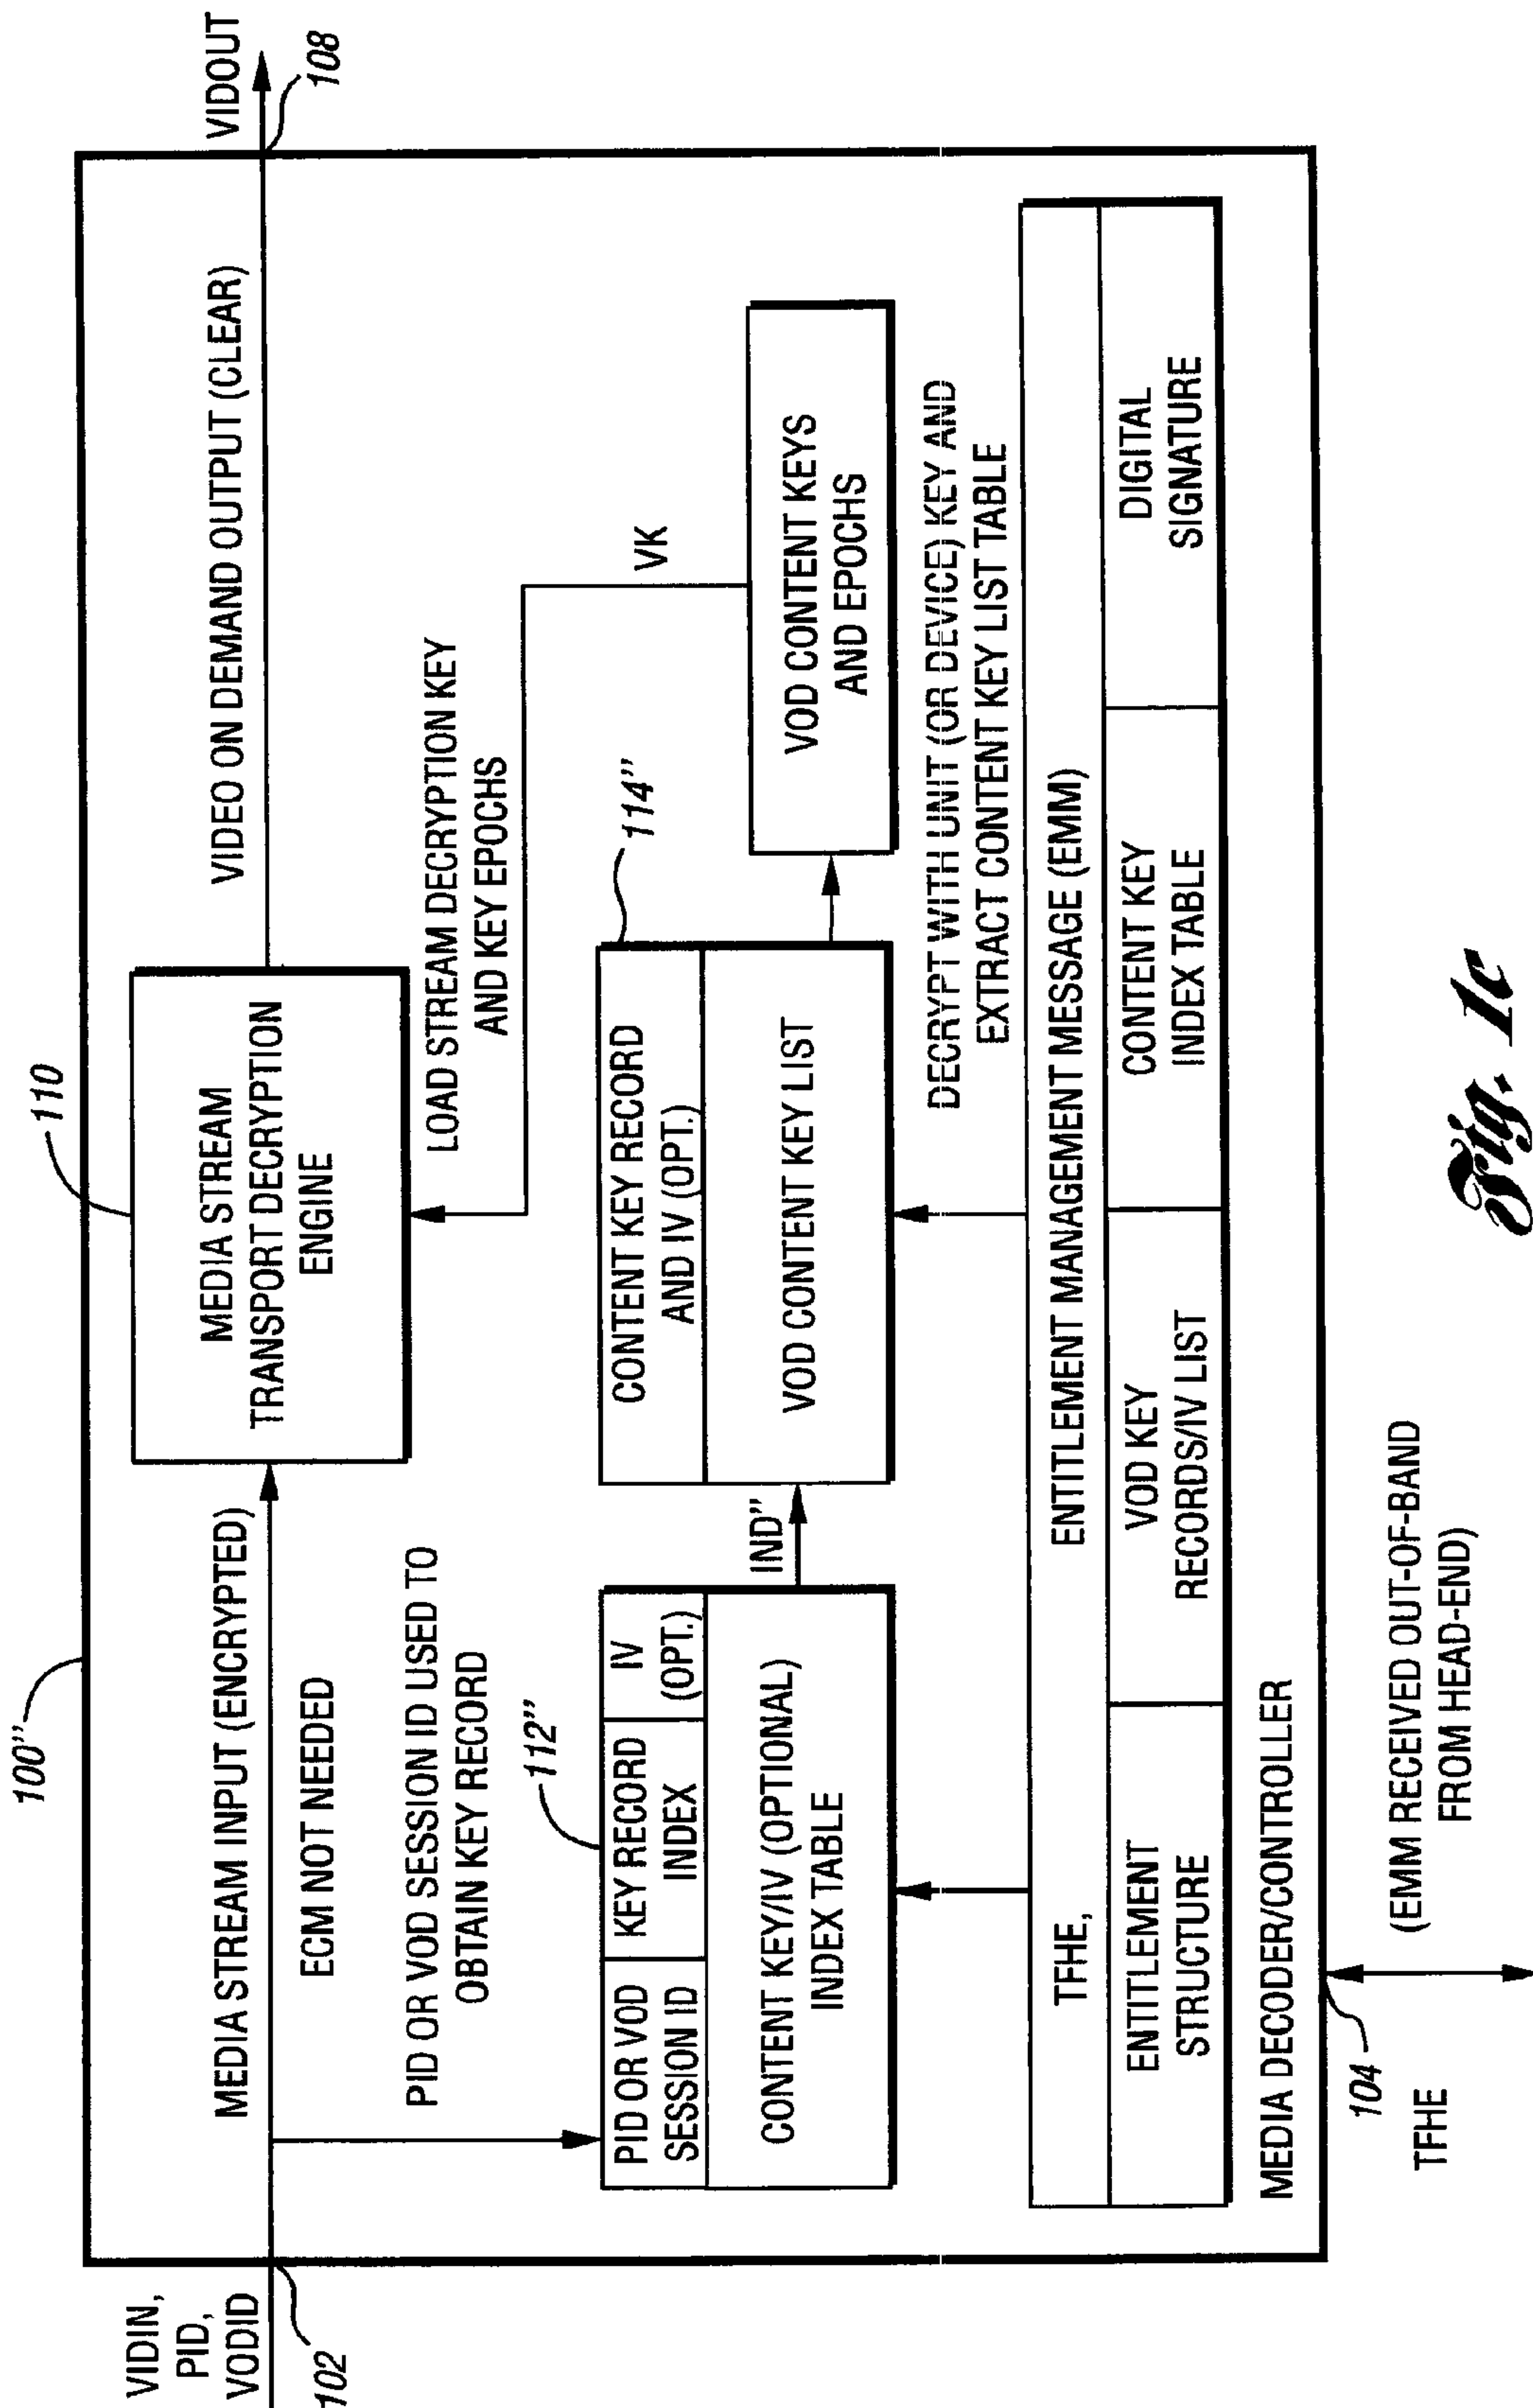 100"
VIDIN,
PID,
VODID
102
MEDIA STREAM INPUT (ENCRYPTED)
ECM NOT NEEDED
PID OR VOD SESSION ID USED TO
OBTAIN KEY RECORD
110
MEDIA STREAM
TRANSPORT DECRYPTION
ENGINE
VIDEO ON DEMAND OUTPUT (CLEAR)
VIDOUT
108
LOAD STREAM DECRYPTION KEY
AND KEY EPOCHS
VK
112"
PID OR VOD
SESSION ID
KEY RECORD
INDEX
IV
(OPT.)
CONTENT KEY/IV (OPTIONAL)
INDEX TABLE
IND"
114"
CONTENT KEY RECORD
AND IV (OPT.)
VOD CONTENT KEY LIST
VOD CONTENT KEYS
AND EPOCHS
DECRYPT WITH UNIT (OR DEVICE) KEY AND
EXTRACT CONTENT KEY LIST TABLE
TFHE,
ENTITLEMENT MANAGEMENT MESSAGE (EMM)
ENTITLEMENT
STRUCTURE
VOD KEY
RECORDS/IV LIST
CONTENT KEY
INDEX TABLE
DIGITAL
SIGNATURE
MEDIA DECODER/CONTROLLER
104
TFHE
(EMM RECEIVED OUT-OF-BAND
FROM HEAD-END)
Fig. 1c